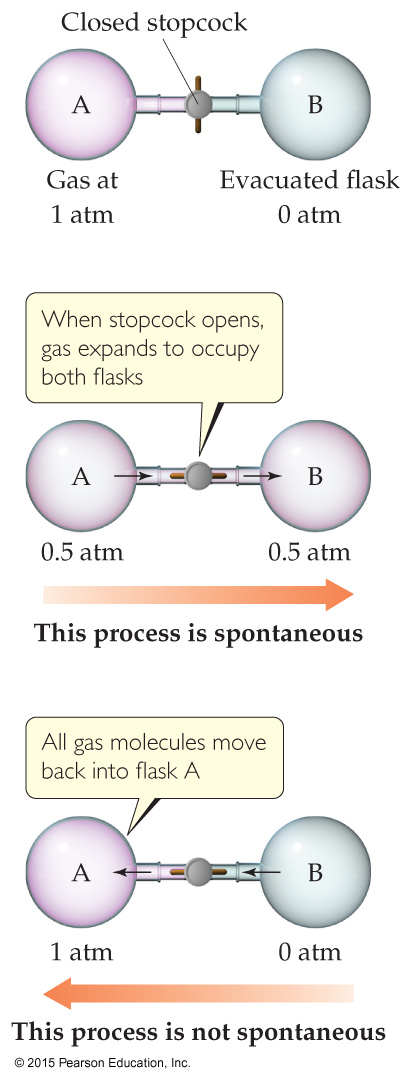 Closed stopcock
A
B
Gas at
1 atm
Evacuated flask
0 atm
When stopcock opens,
gas expands to occupy
both flasks
A
B
0.5 atm
0.5 atm
This process is spontaneous
All gas molecules move
back into flask A
A
B
1 atm
0 atm
This process is not spontaneous
© 2015 Pearson Education, Inc.